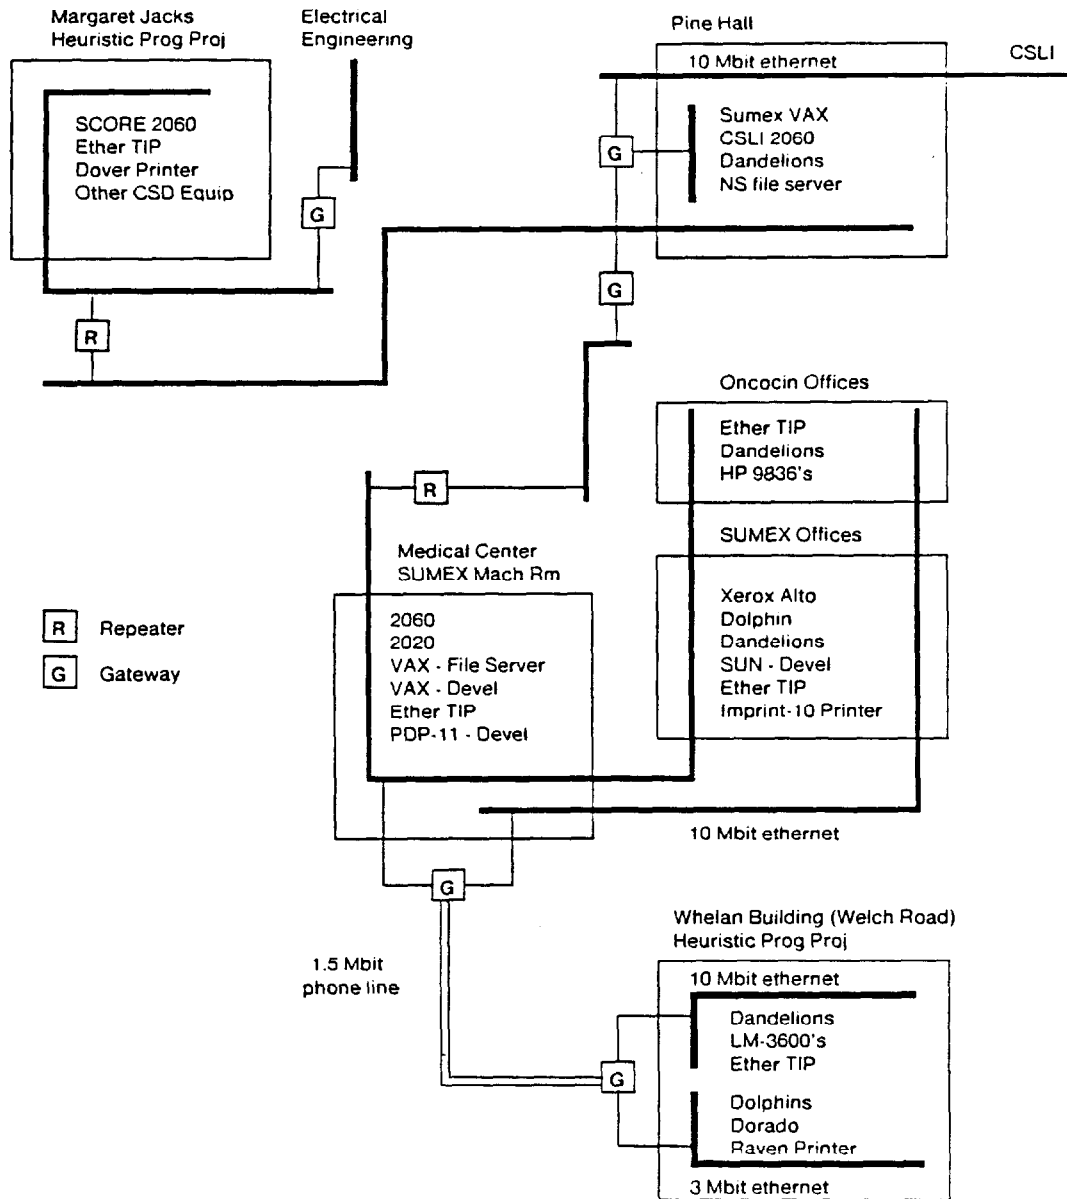 Margaret Jacks
Heuristic Prog Proj
Electrical
Engineering
Pine Hall
CSLI
10 Mbit ethernet
SCORE 2060
Ether TIP
Dover Printer
Other CSD Equip
G
G
Sumex VAX
CSLI 2060
Dandelions
NS file server
G
R
Oncocin Offices
Ether TIP
Dandelions
HP 9836's
R
SUMEX Offices
Medical Center
SUMEX Mach Rm
Xerox Alto
Dolphin
Dandelions
SUN - Devel
Ether TIP
Imprint-10 Printer
2060
2020
VAX - File Server
VAX - Devel
Ether TIP
PDP-11 - Devel
R Repeater
G Gateway
10 Mbit ethernet
G
1.5 Mbit
phone line
Whelan Building (Welch Road)
Heuristic Prog Proj
10 Mbit ethernet
Dandelions
LM-3600's
Ether TIP
G
Dolphins
Dorado
Raven Printer
3 Mbit ethernet